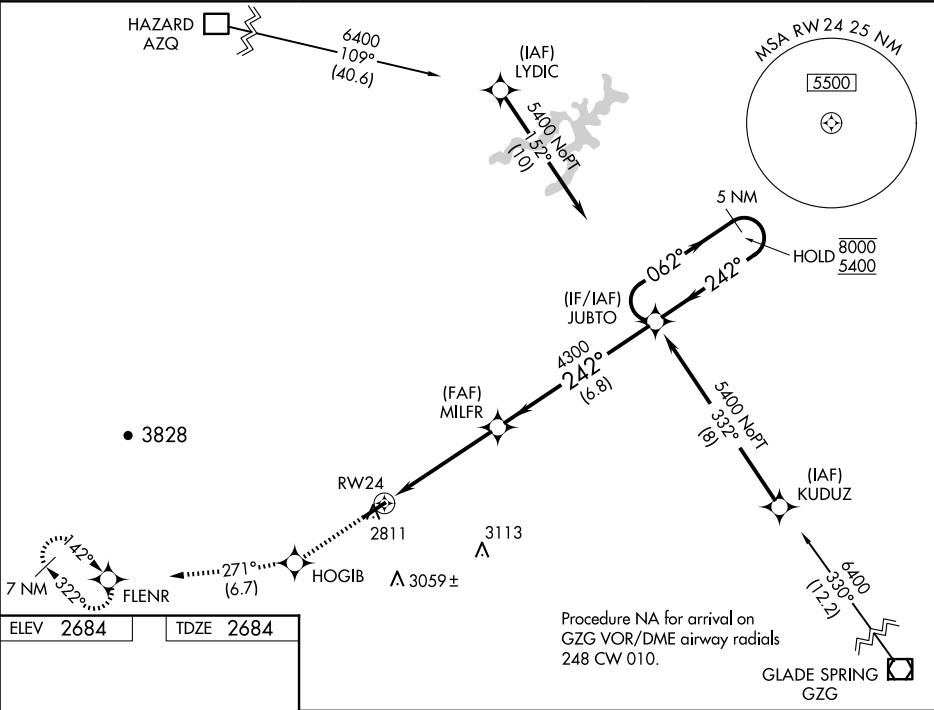 HAZARD
AZQ
6400
109°
(40.6)
(IAF)
LYDIC
5400 NoPT
152°
(10)
MSA RW 24 25 NM
5500
5 NM
HOLD 8000
5400
062°
242°
(IF/IAF)
JUBTO
4300
242°
(6.8)
(FAF)
MILFR
5400 NoPT
332°
(8)
3828
RW24
2811
3113
(IAF)
KUDUZ
142°
322°
7 NM
FLENR
271°
(6.7)
HOGIB
3059±
6400
330°
(12.2)
ELEV 2684
TDZE 2684
Procedure NA for arrival on
GZG VOR/DME airway radials
248 CW 010.
GLADE SPRING
GZG